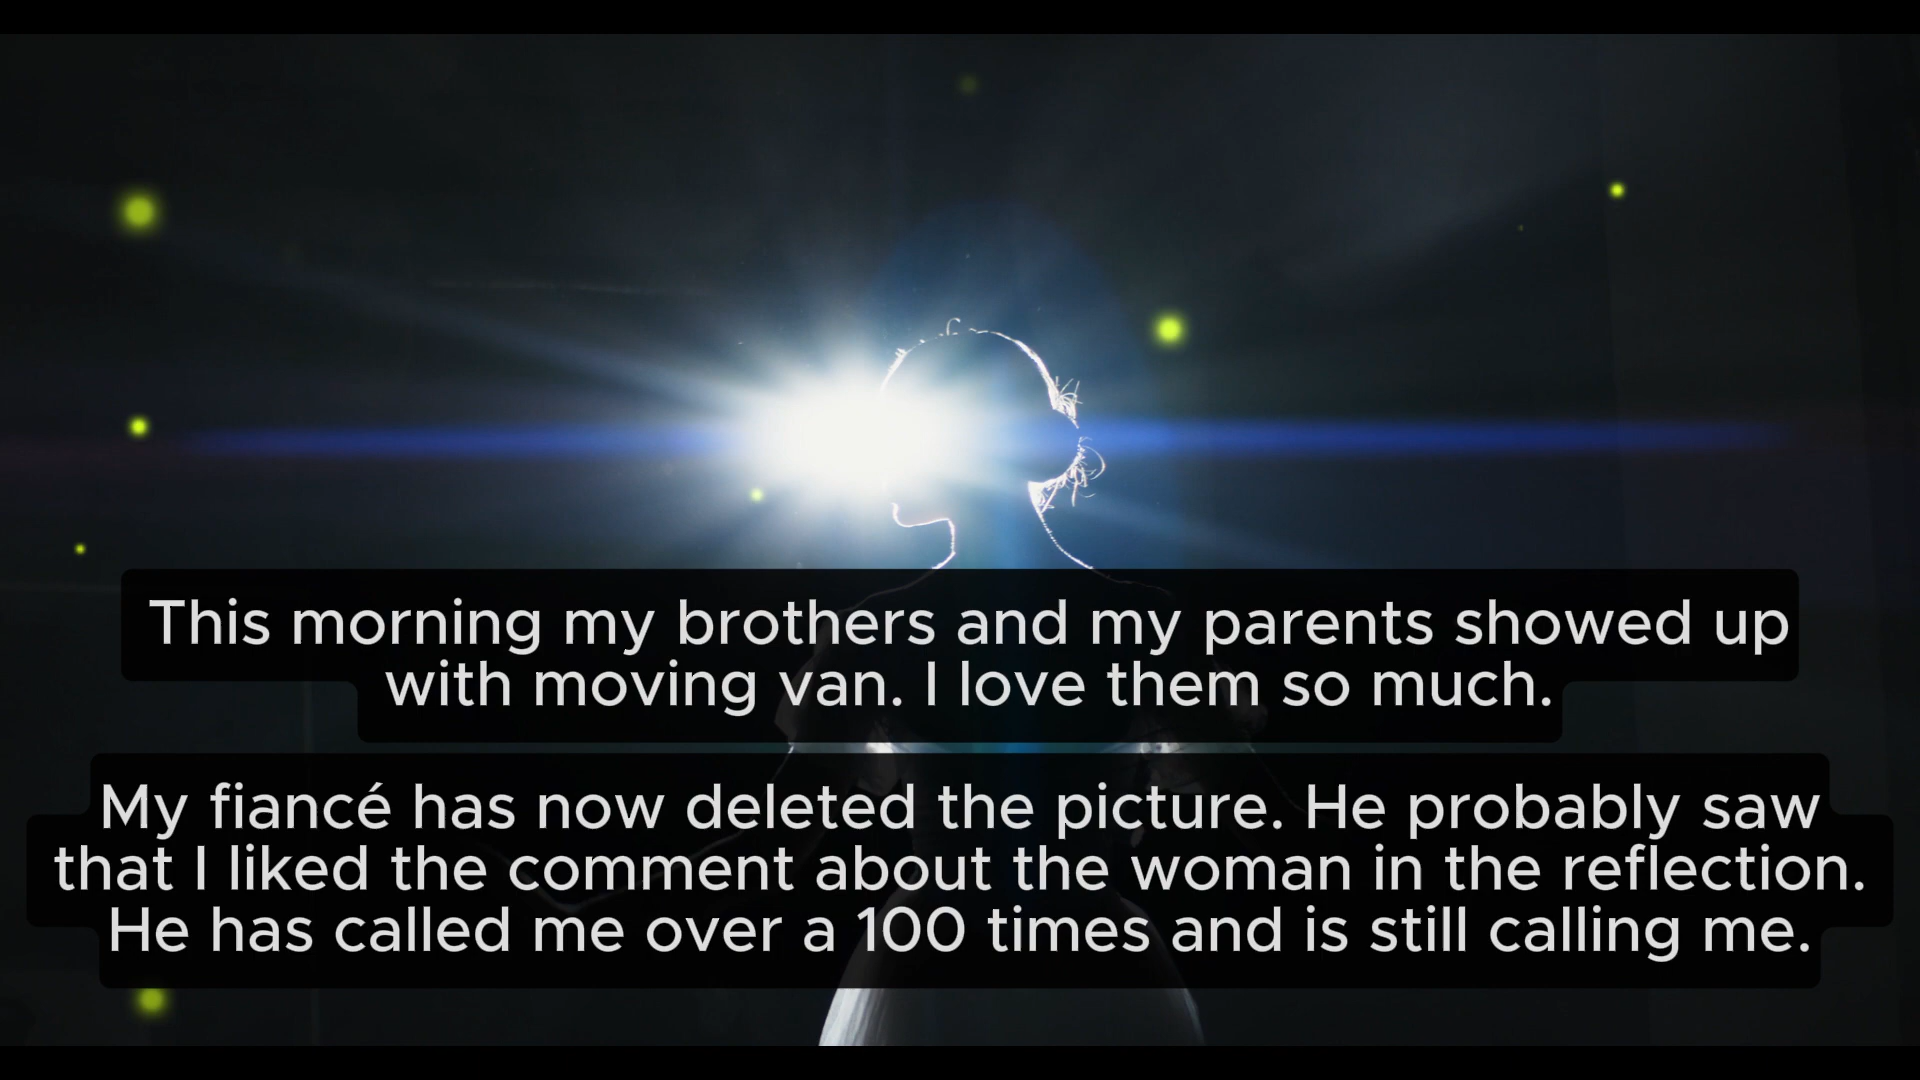 This morning my brothers and my parents showed up
with moving van. I love them so much.
My fiancé has now deleted the picture. He probably saw
that I liked the comment about the woman in the reflection.
He has called me over a 100 times and is still calling me.